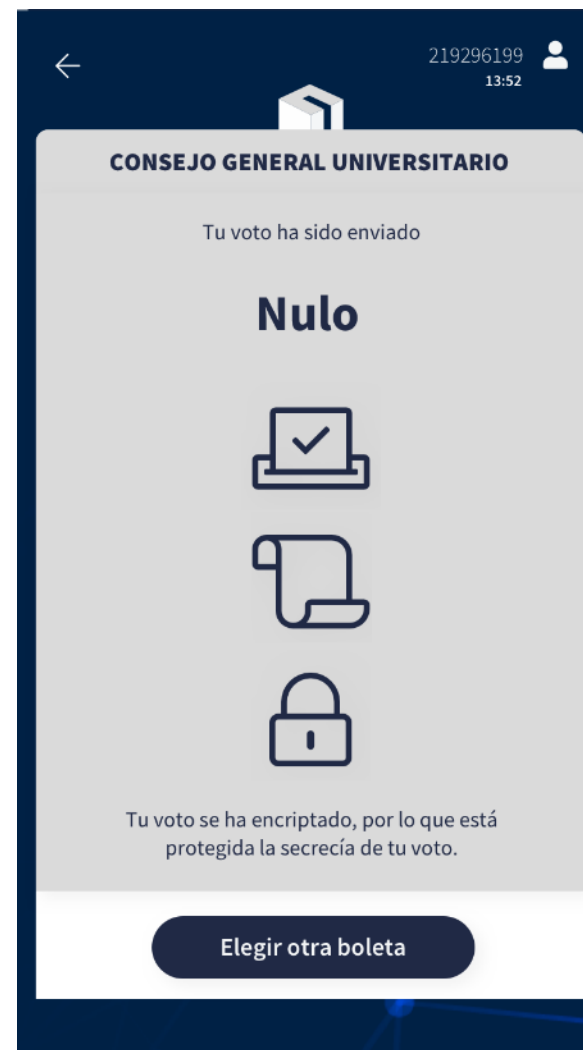 219296199
13:52
CONSEJO GENERAL UNIVERSITARIO
Tu voto ha sido enviado
Nulo
Tu voto se ha encriptado, por lo que está
protegida la secrecía de tu voto.
Elegir otra boleta